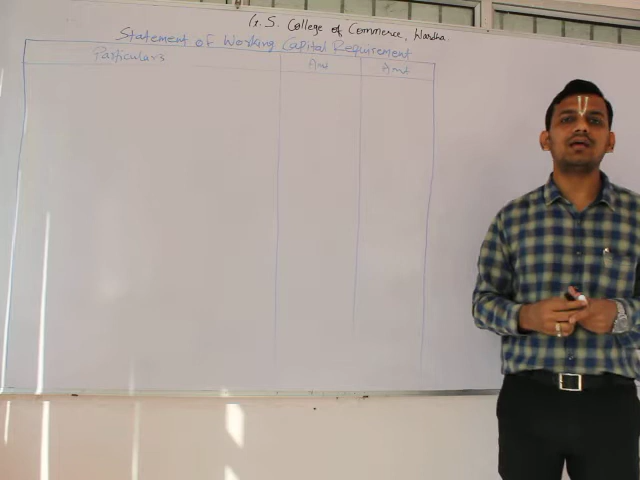 G.S. College of Commerce, Wardha.
Statement of Working Capital Requirement
Particulars Amt Amt